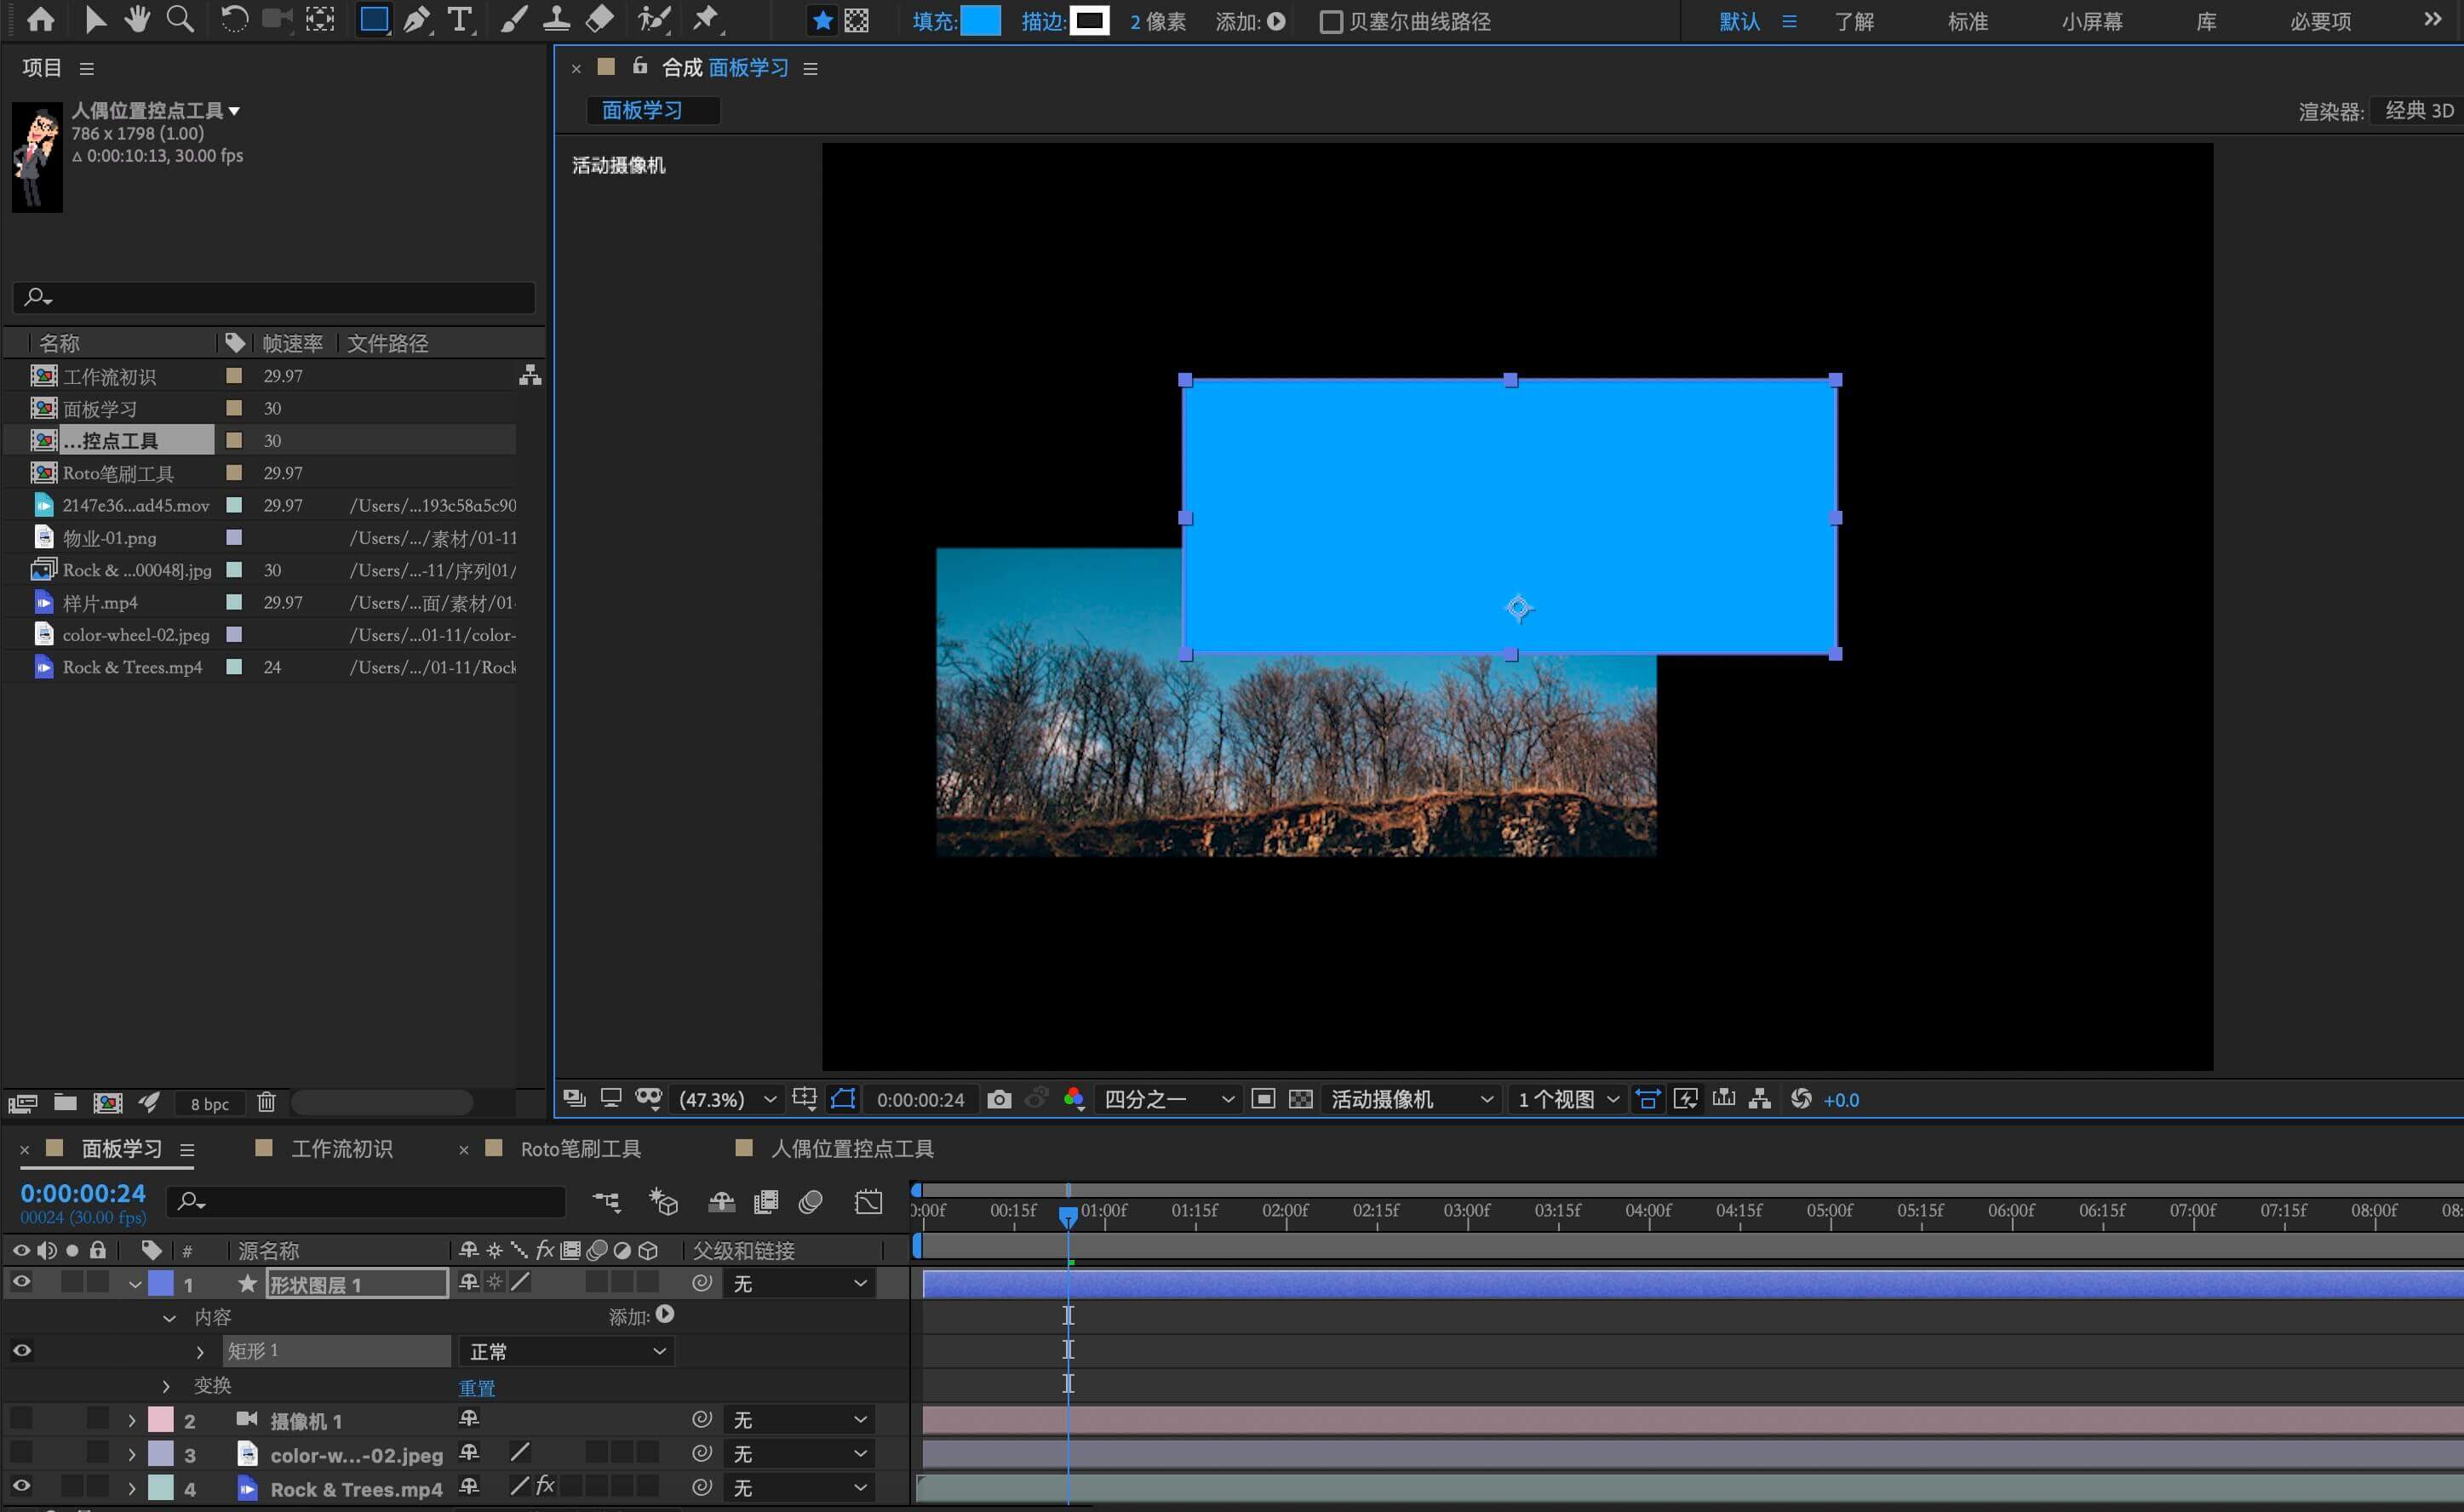 填充: 描边: 2 像素 添加: 贝塞尔曲线路径 默认 了解 标准 小屏幕 库 必要项
项目
人偶位置控点工具
786 x 1798 (1.00)
Δ 0:00:10:13, 30.00 fps
名称 帧速率 文件路径
工作流初识 29.97
面板学习 30
...控点工具 30
Roto笔刷工具 29.97
2147e36...ad45.mov 29.97 /Users/...193c58a5c90
物业-01.png /Users/.../素材/01-11
Rock & ...00048].jpg 30 /Users/...-11/序列01/
样片.mp4 29.97 /Users/...面/素材/01-
color-wheel-02.jpeg /Users/...01-11/color-
Rock & Trees.mp4 24 /Users/.../01-11/Rock
8 bpc
合成 面板学习
面板学习
渲染器: 经典 3D
活动摄像机
(47.3%) 0:00:00:24 四分之一 活动摄像机 1 个视图 +0.0
面板学习 工作流初识 Roto笔刷工具 人偶位置控点工具
0:00:00:24
00024 (30.00 fps)
0:00f 00:15f 01:00f 01:15f 02:00f 02:15f 03:00f 03:15f 04:00f 04:15f 05:00f 05:15f 06:00f 06:15f 07:00f 07:15f 08:00f 08:
# 源名称 fx 父级和链接
1 形状图层 1 无
内容 添加:
矩形 1 正常
变换 重置
2 摄像机 1 无
3 color-w...-02.jpeg 无
4 Rock & Trees.mp4 fx 无